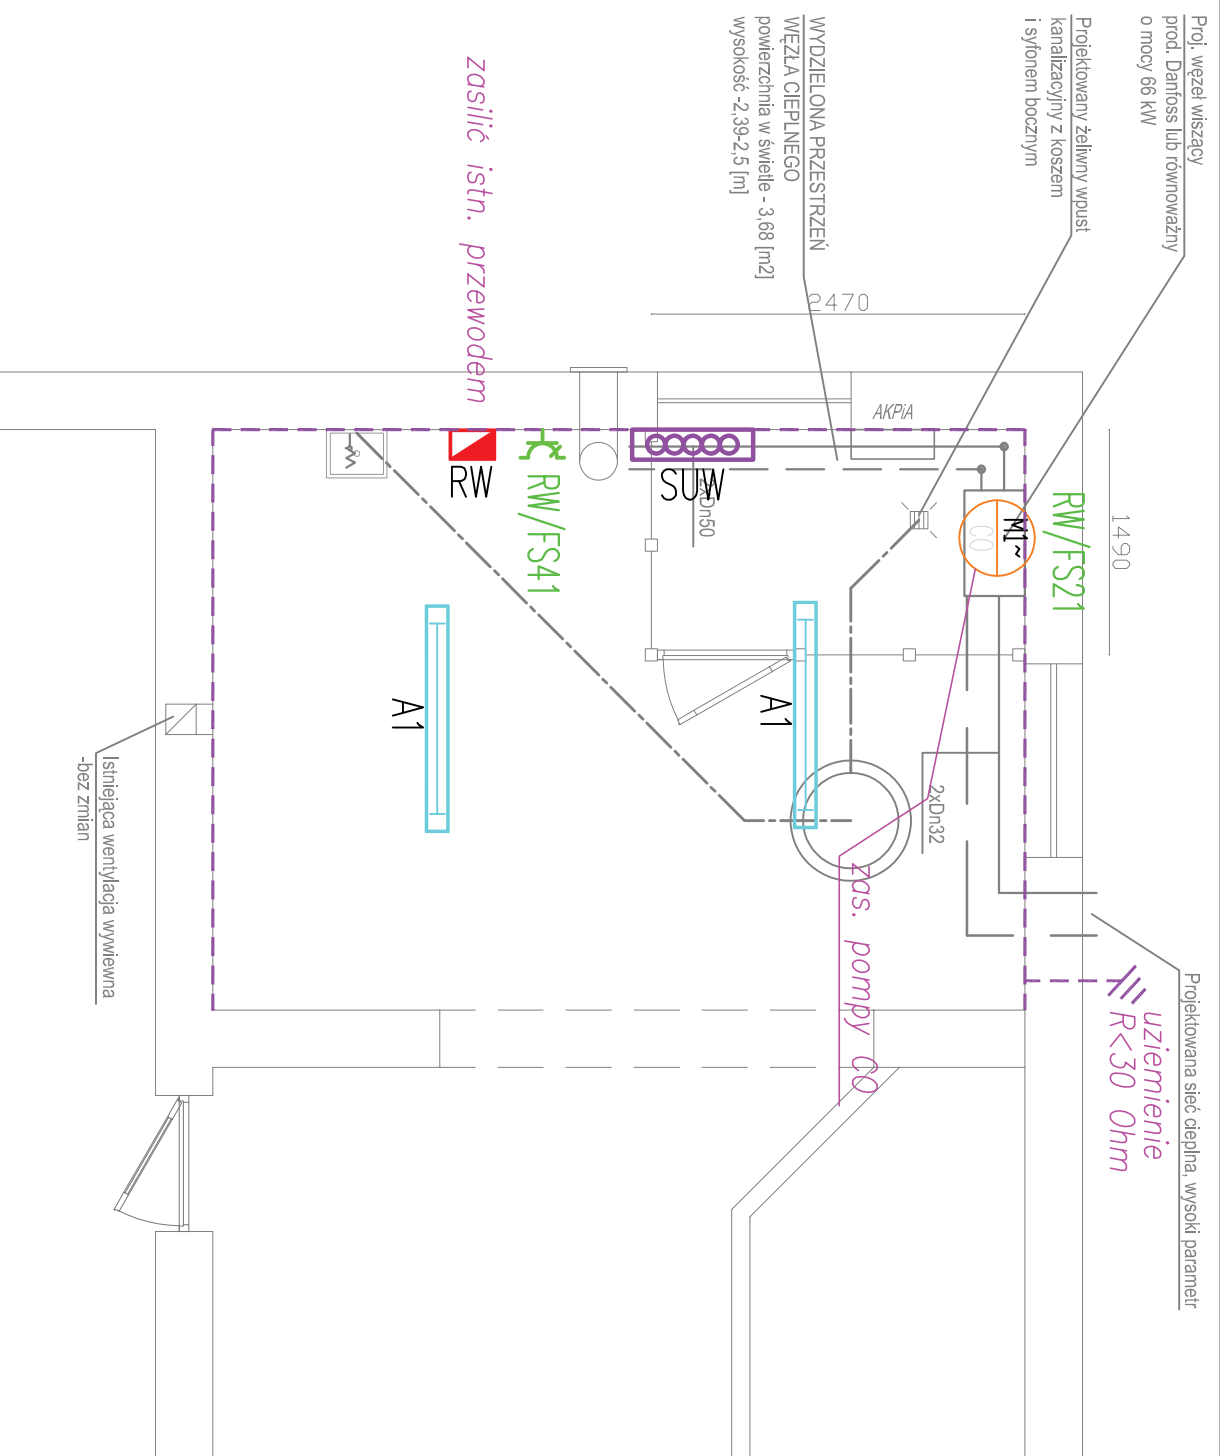 Proj. węzeł wiszący
prod. Danfoss lub równoważny
o mocy 66 kW
Projektowany żeliwny wpust
kanalizacyjny z koszem
i syfonem bocznym
WYDZIELONA PRZESTRZEŃ
WĘZŁA CIEPLNEGO
powierzchnia w świetle - 3,68 [m2]
wysokość -2,39-2,5 [m]
zasilić istn. przewodem
2470
1490
AKPiA
RW
RW/FS41
SUW
2xDn50
M1~
CO
RW/FS21
A1
A1
2xDn32
zas. pompy CO
Istniejąca wentylacja wywiewna
-bez zmian
uziemienie
R<30 Ohm
Projektowana sieć cieplna, wysoki parametr